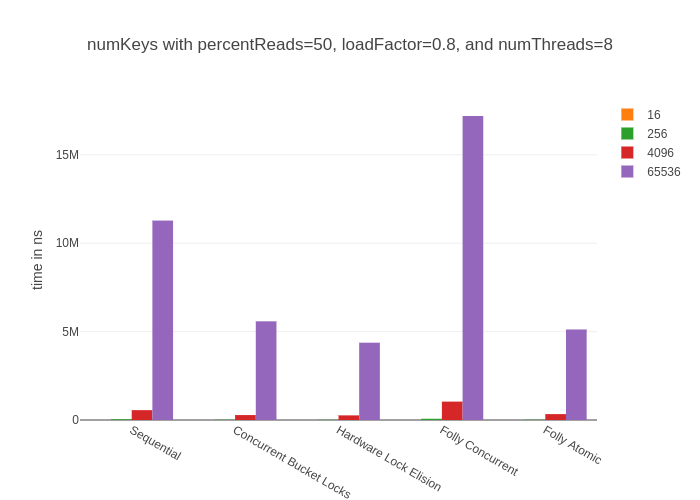 numKeys with percentReads=50, loadFactor=0.8, and numThreads=8
16
256
4096
65536
time in ns
15M
10M
5M
0
Sequential
Concurrent Bucket Locks
Hardware Lock Elision
Folly Concurrent
Folly Atomic